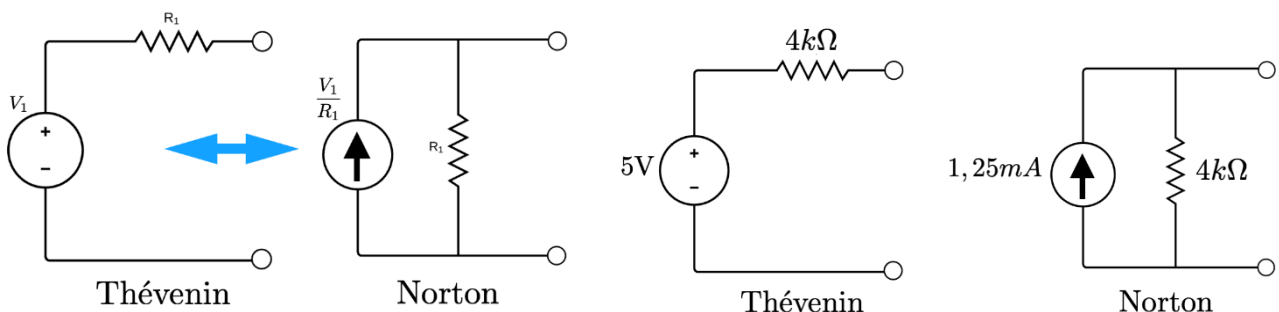 R₁
V₁
+
−
Thévenin
V₁
R₁
R₁
Norton
4kΩ
5V
+
−
Thévenin
1,25mA
4kΩ
Norton